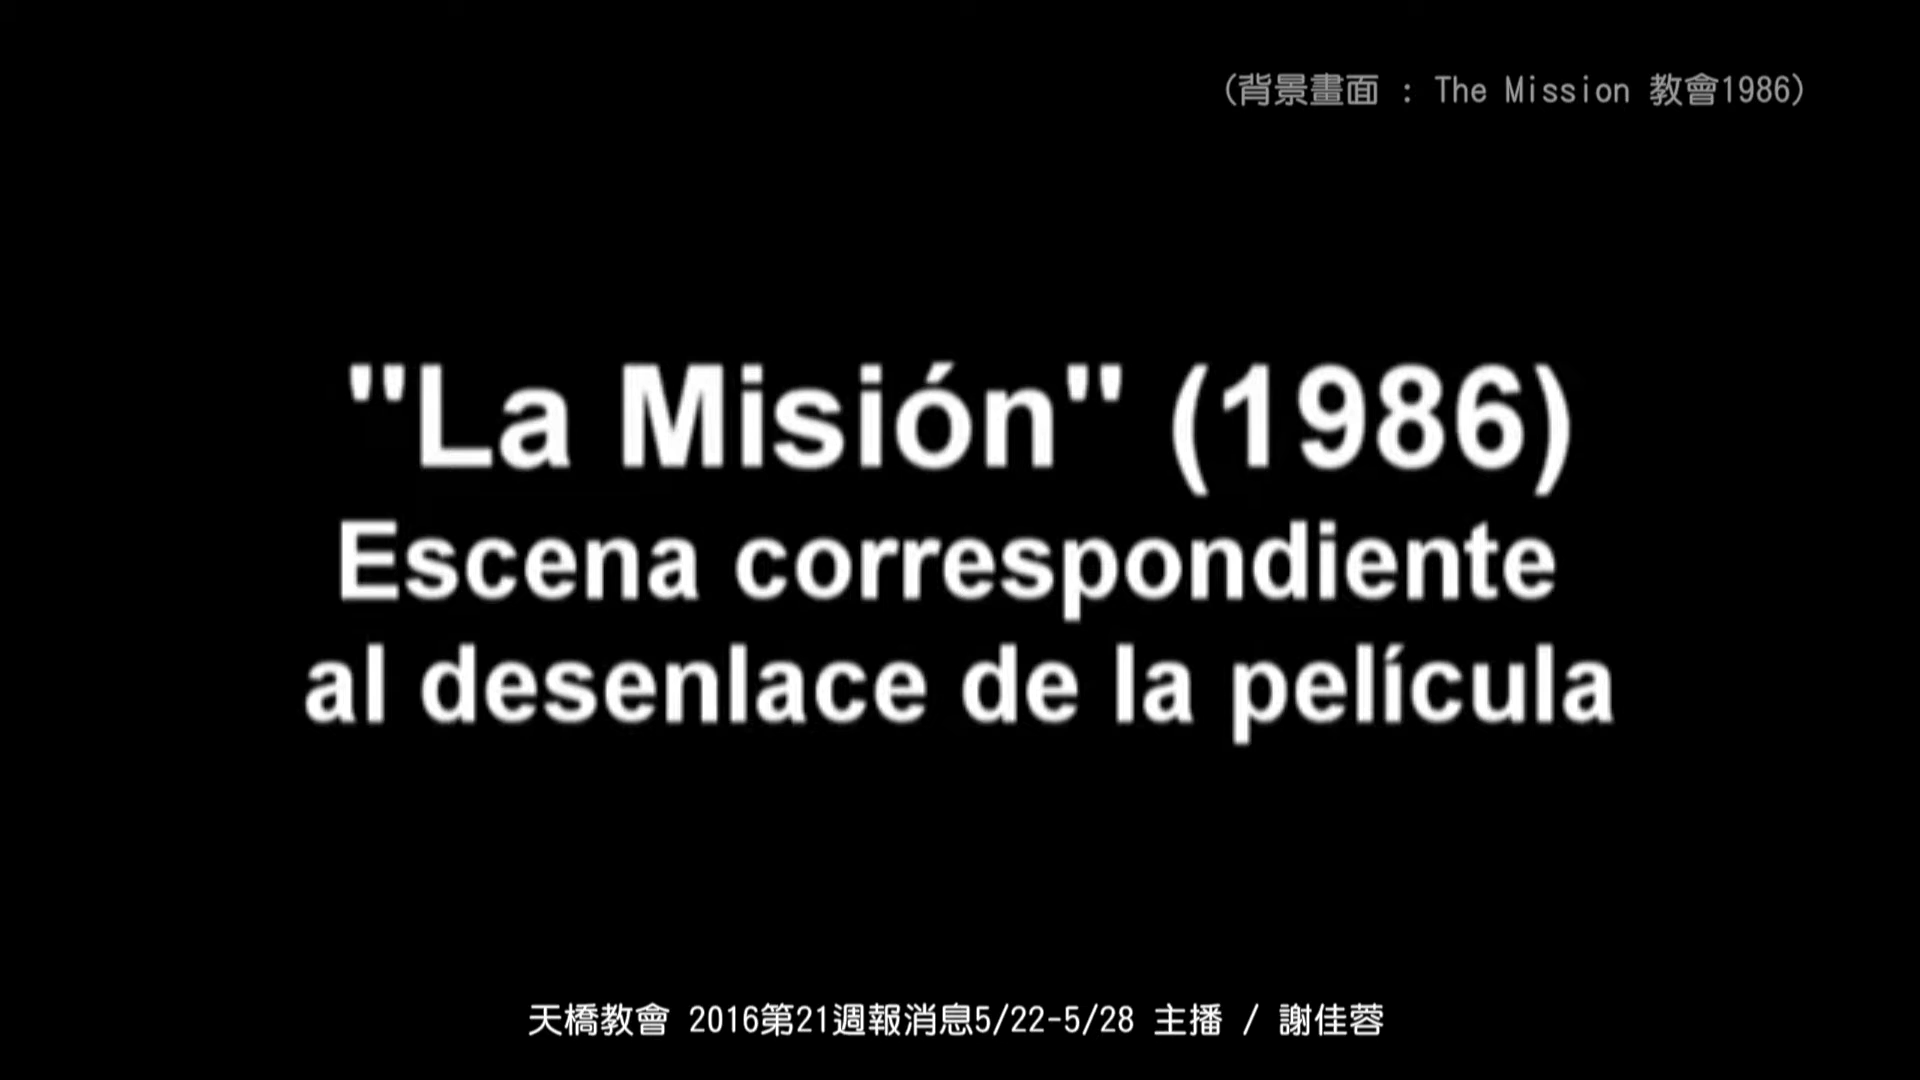 (背景畫面 : The Mission 教會1986)
"La Misión" (1986)
Escena correspondiente
al desenlace de la película
天橋教會 2016第21週報消息5/22-5/28 主播 / 謝佳蓉